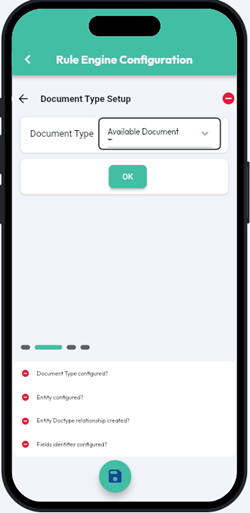 Rule Engine Configuration
Document Type Setup
Document Type
Available Document
-
OK
Document Type configured?
Entity configured?
Entity Doctype relationship created?
Fields identifier configured?